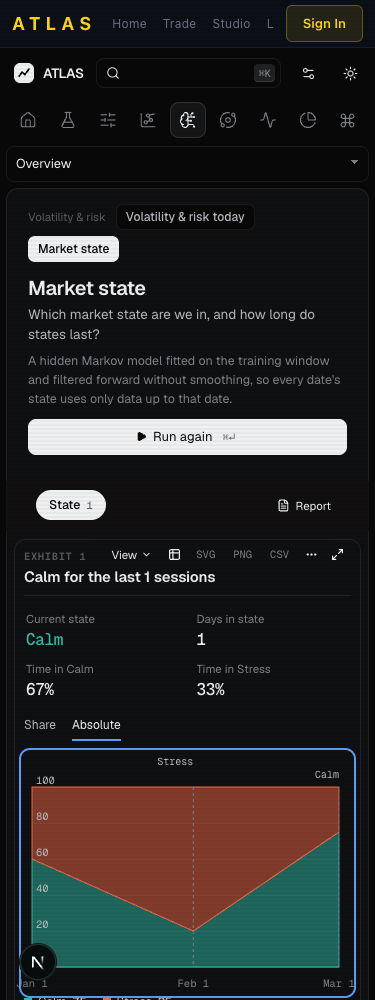 ATLAS Home Trade Studio L Sign In
ATLAS ⌘K
Overview
Volatility & risk Volatility & risk today
Market state
Market state
Which market state are we in, and how long do
states last?
A hidden Markov model fitted on the training window
and filtered forward without smoothing, so every date's
state uses only data up to that date.
Run again ⌘↵
State 1 Report
EXHIBIT 1 View SVG PNG CSV
Calm for the last 1 sessions
Current state Days in state
Calm 1
Time in Calm Time in Stress
67% 33%
Share Absolute
Stress
Calm
100
80
60
40
20
N
Jan 1 Feb 1 Mar 1